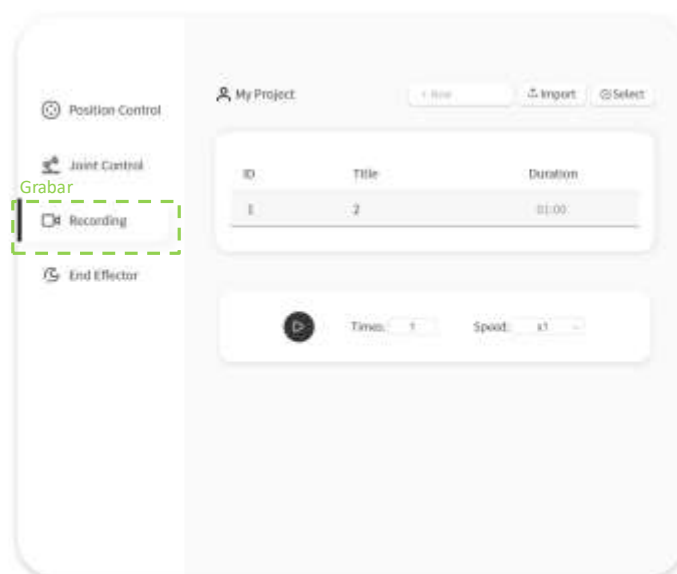 My Project + New Import Select
Position Control
Joint Control
Grabar
Recording
End Effector
ID Title Duration
1 2 01:00
Times: 1 Speed: x1